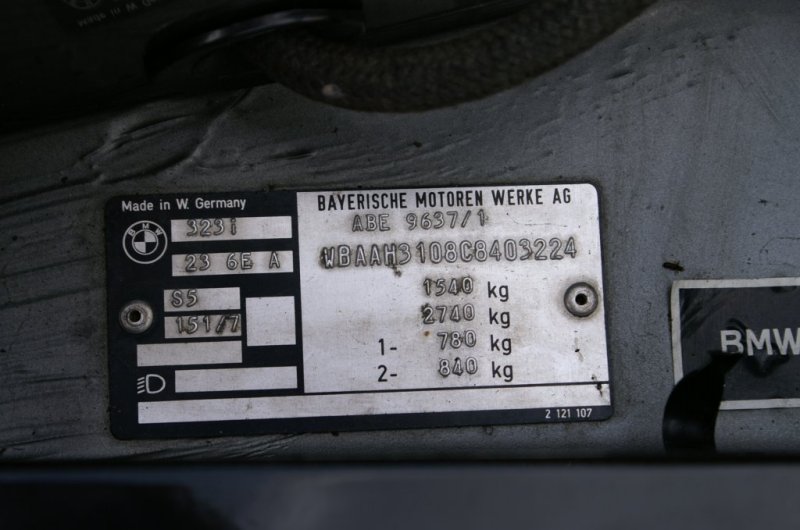 Made in W. Germany
BMW
323i
23 6E A
S5
151/7
BAYERISCHE MOTOREN WERKE AG
ABE 9637/1
WBAAH3108C8403224
1540 kg
2740 kg
1- 780 kg
2- 840 kg
2 121 107
BMW